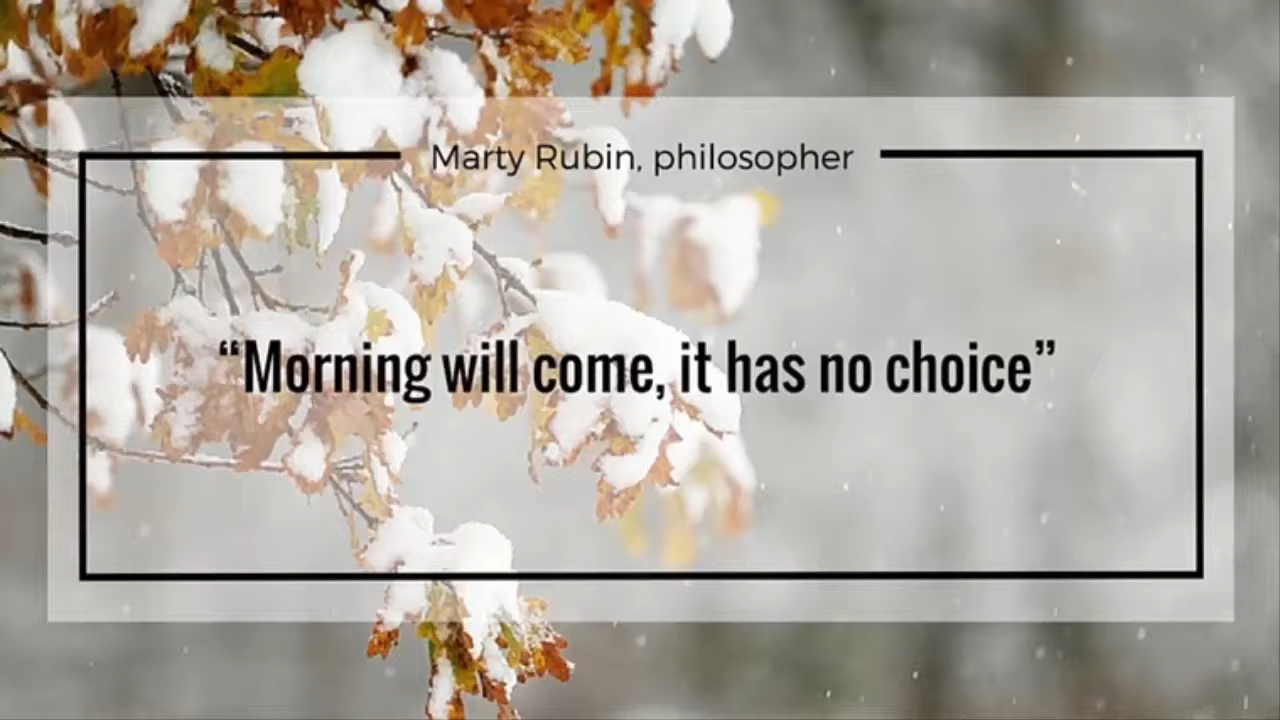 Marty Rubin, philosopher
“Morning will come, it has no choice”